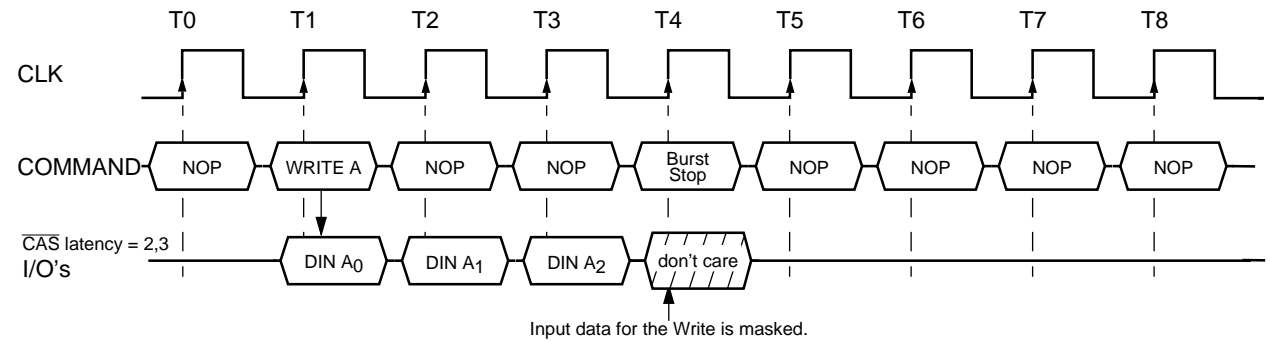 T0 T1 T2 T3 T4 T5 T6 T7 T8
CLK
COMMAND NOP WRITE A NOP NOP Burst Stop NOP NOP NOP NOP
CAS latency = 2,3
I/O's DIN A0 DIN A1 DIN A2 don't care
Input data for the Write is masked.